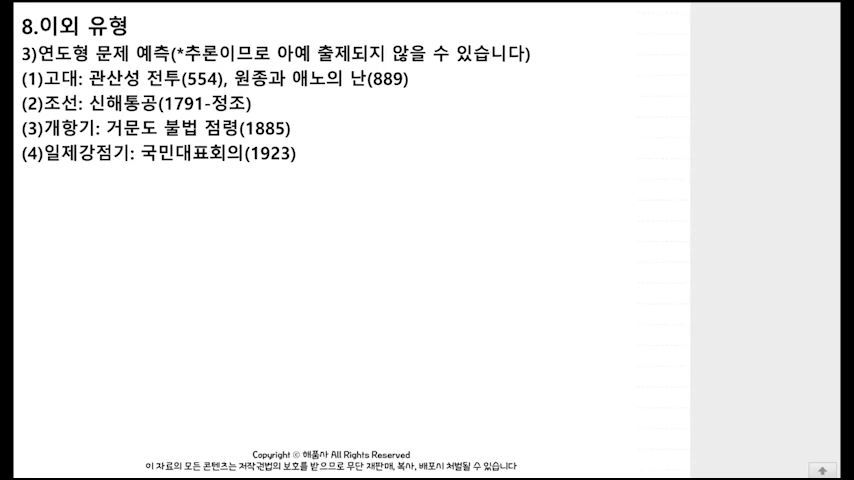 8.이외 유형
3)연도형 문제 예측(*추론이므로 아예 출제되지 않을 수 있습니다)
(1)고대: 관산성 전투(554), 원종과 애노의 난(889)
(2)조선: 신해통공(1791-정조)
(3)개항기: 거문도 불법 점령(1885)
(4)일제강점기: 국민대표회의(1923)
Copyright ⓒ 해품사 All Rights Reserved
이 자료의 모든 콘텐츠는 저작권법의 보호를 받으므로 무단 재판매, 복사, 배포시 처벌될 수 있습니다